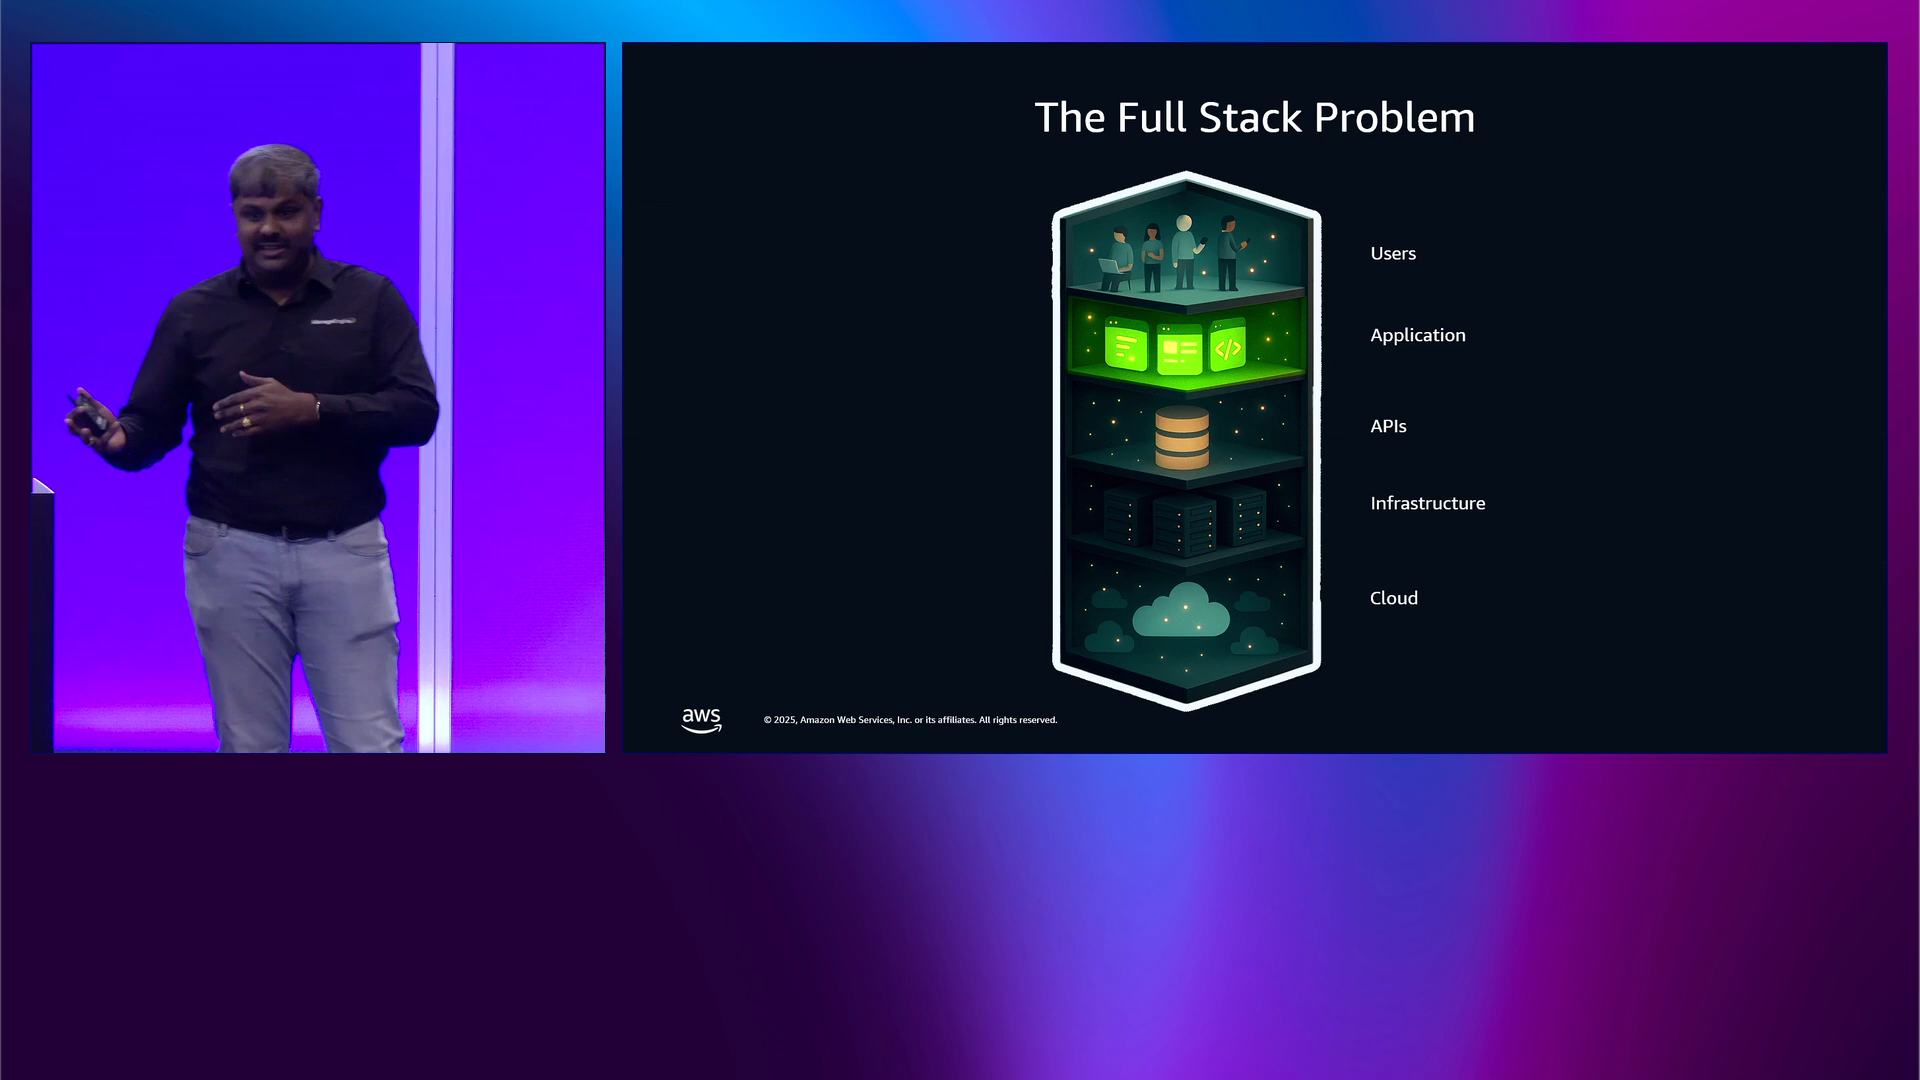 The Full Stack Problem
Users
Application
</>
APIs
Infrastructure
Cloud
aws
© 2025, Amazon Web Services, Inc. or its affiliates. All rights reserved.